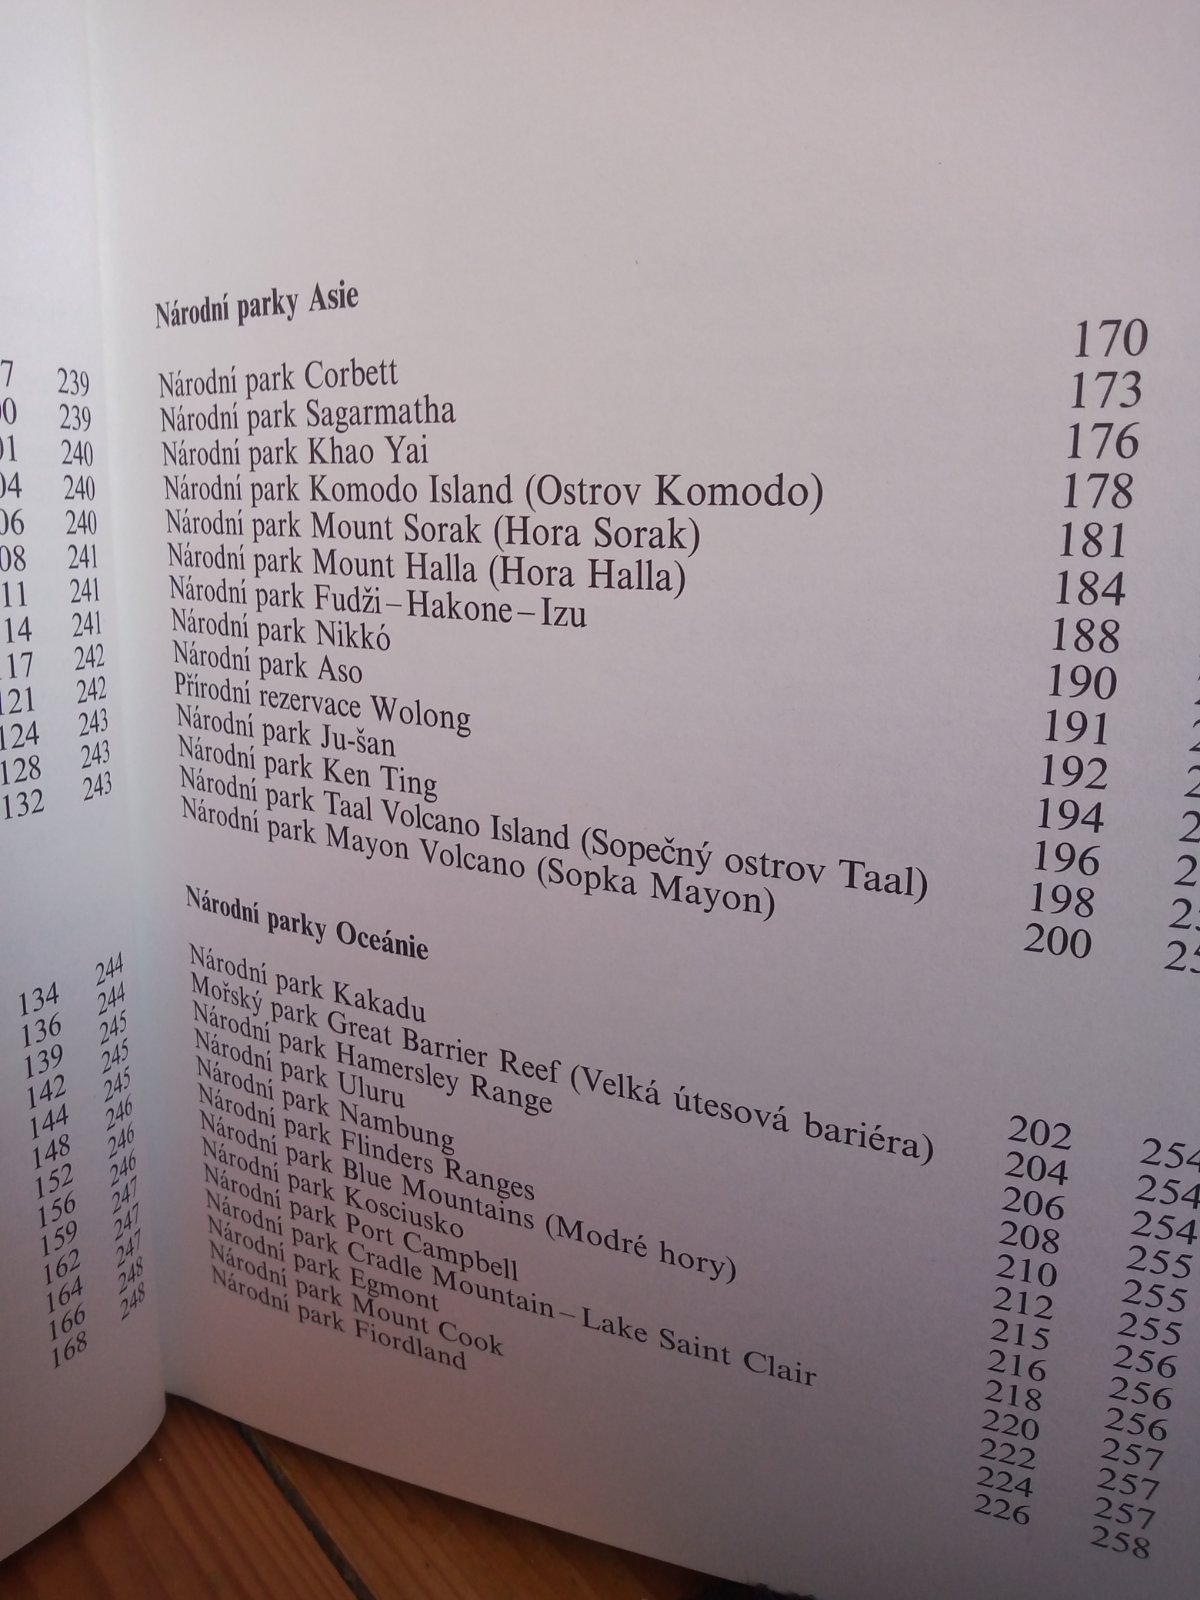 239
239
240
240
240
241
241
241
242
121 242
124 243
128 243
132 243
134 244
136 244
139 245
142 245
144 245
148 246
152 246
156 246
159 247
162 247
164 247
166 248
168 248
Národní parky Asie
Národní park Corbett 170
Národní park Sagarmatha 173
Národní park Khao Yai 176
Národní park Komodo Island (Ostrov Komodo) 178
Národní park Mount Sorak (Hora Sorak) 181
Národní park Mount Halla (Hora Halla) 184
Národní park Fudži–Hakone–Izu 188
Národní park Nikkó 190
Národní park Aso 191
Přírodní rezervace Wolong 192
Národní park Ju-šan 194
Národní park Ken Ting 196
Národní park Taal Volcano Island (Sopečný ostrov Taal) 198
Národní park Mayon Volcano (Sopka Mayon) 200
Národní parky Oceánie
Národní park Kakadu 202 254
Mořský park Great Barrier Reef (Velká útesová bariéra) 204 254
Národní park Hamersley Range 206 254
Národní park Uluru 208 255
Národní park Nambung 210 255
Národní park Flinders Ranges 212 255
Národní park Blue Mountains (Modré hory) 215 256
Národní park Kosciusko 216 256
Národní park Port Campbell 218 256
Národní park Cradle Mountain–Lake Saint Clair 220 257
Národní park Egmont 222 257
Národní park Mount Cook 224 257
Národní park Fiordland 226 258